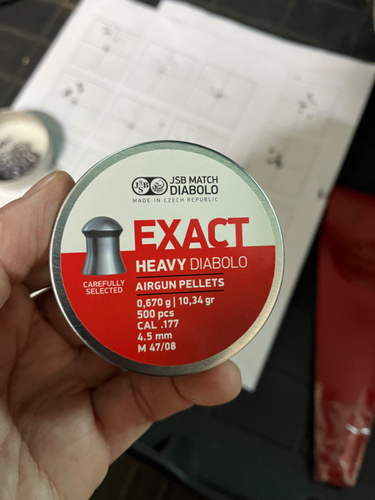 JSB
JSB MATCH
DIABOLO
MADE IN CZECH REPUBLIC
EXACT
HEAVY DIABOLO
CAREFULLY
SELECTED
AIRGUN PELLETS
0,670 g | 10,34 gr
500 pcs
CAL .177
4.5 mm
M 47/08